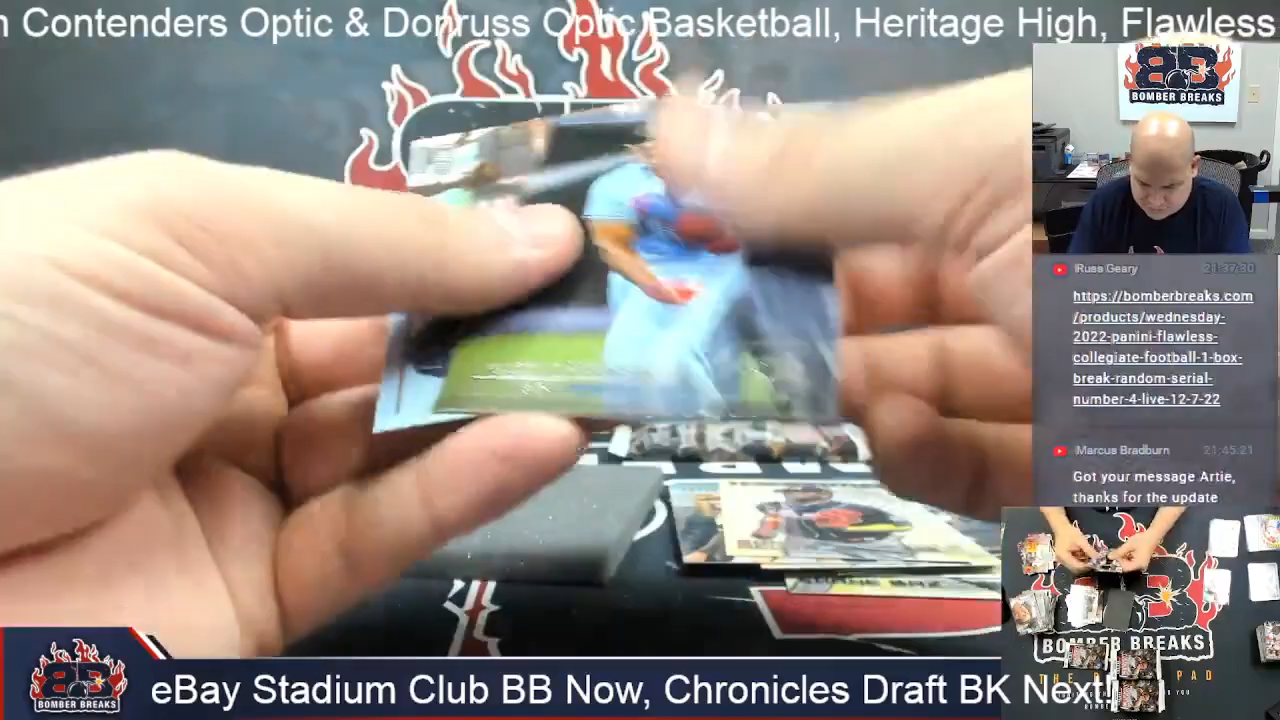 n Contenders Optic & Donruss Optic Basketball, Heritage High, Flawless
BOMBER BREAKS
Russ Geary 21:37:30
https://bomberbreaks.com
/products/wednesday-
2022-panini-flawless-
collegiate-football-1-box-
break-random-serial-
number-4-live-12-7-22
Marcus Bradburn 21:45:21
Got your message Artie,
thanks for the update
SHANE BAZ
BOMBER BREAKS
BOMBER BREAKS
eBay Stadium Club BB Now, Chronicles Draft BK Next!